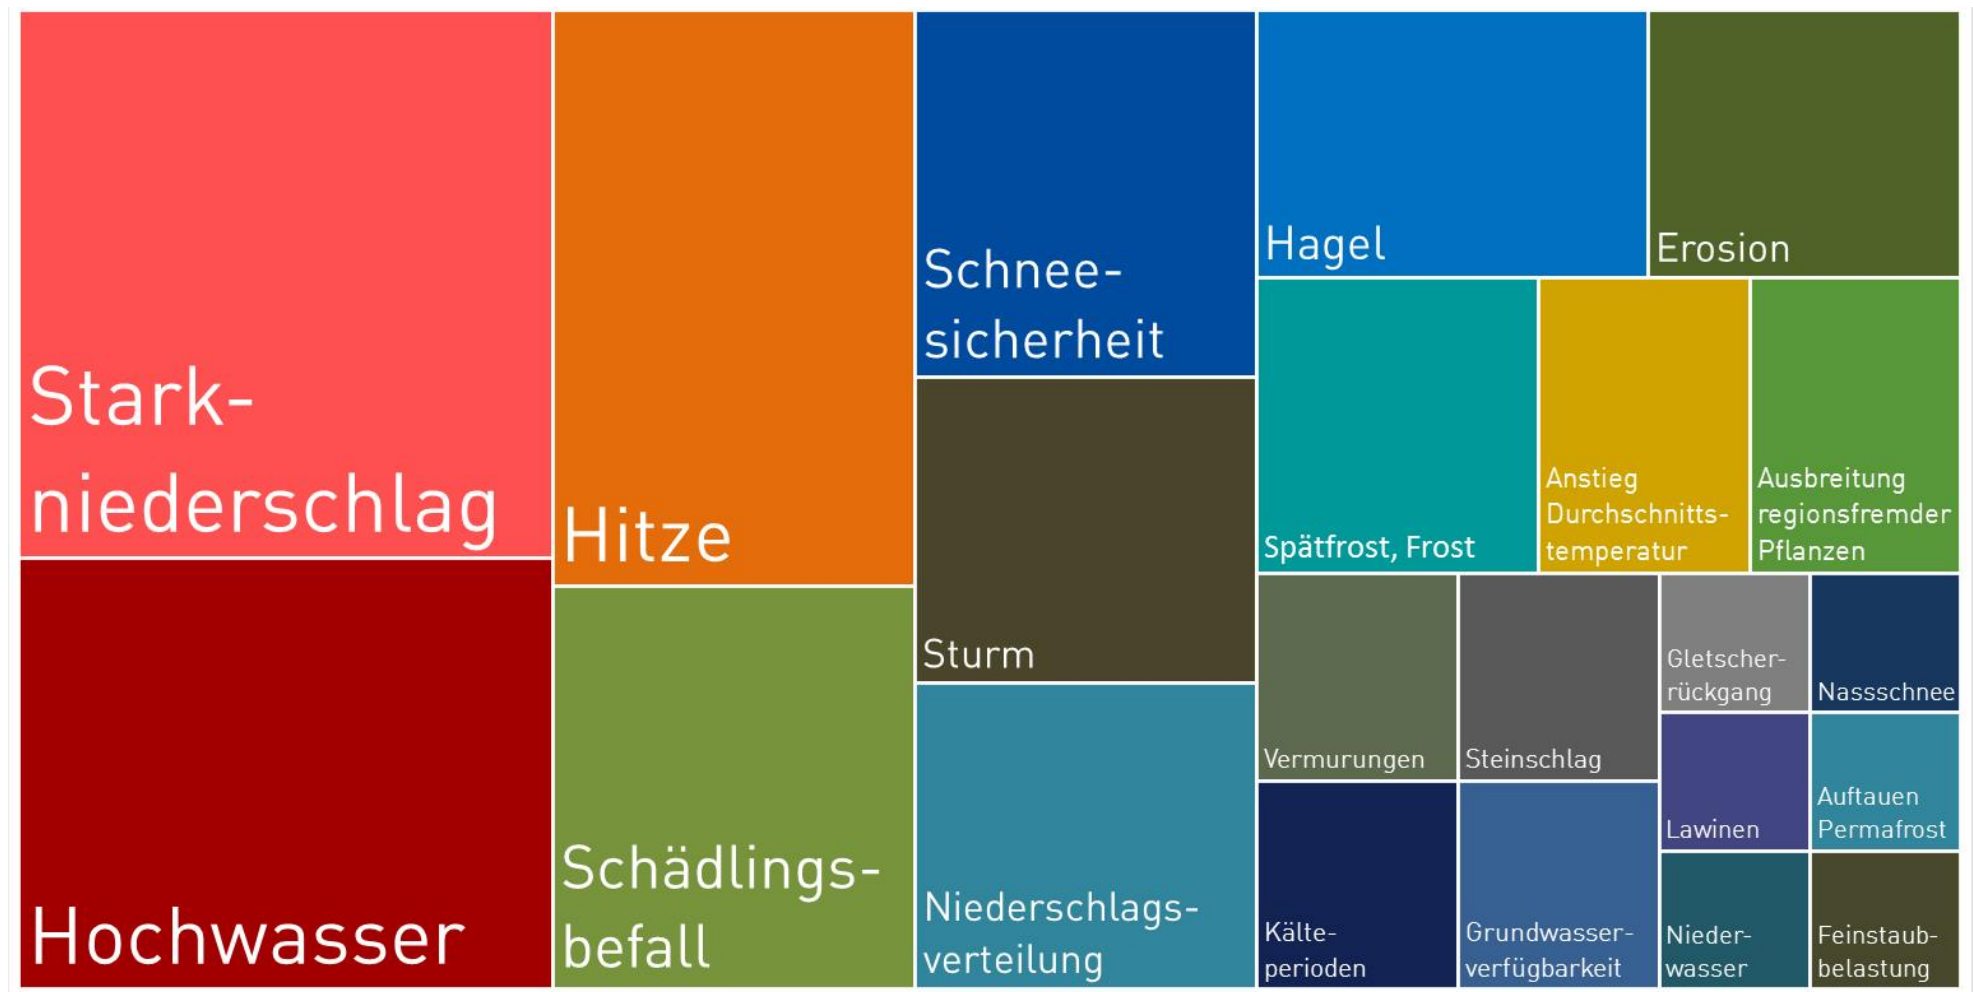 Stark-
niederschlag
Hochwasser
Hitze
Schädlings-
befall
Schnee-
sicherheit
Sturm
Niederschlags-
verteilung
Hagel
Erosion
Spätfrost, Frost
Anstieg
Durchschnitts-
temperatur
Ausbreitung
regionsfremder
Pflanzen
Vermurungen
Steinschlag
Kälte-
perioden
Grundwasser-
verfügbarkeit
Gletscher-
rückgang
Nassschnee
Lawinen
Auftauen
Permafrost
Nieder-
wasser
Feinstaub-
belastung